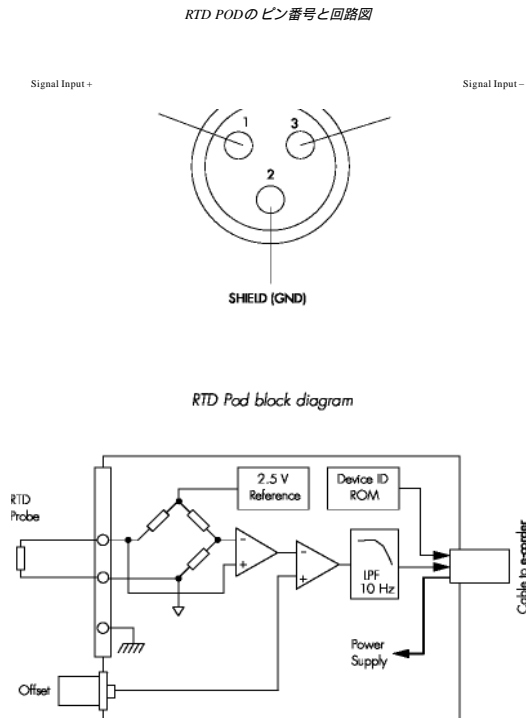 RTD PODの ピン番号と回路図
Signal Input +
Signal Input –
1
3
2
SHIELD (GND)
RTD Pod block diagram
2.5 V
Reference
Device ID
ROM
RTD
Probe
–
+
–
+
LPF
10 Hz
Cable to e-corder
Power
Supply
Offset